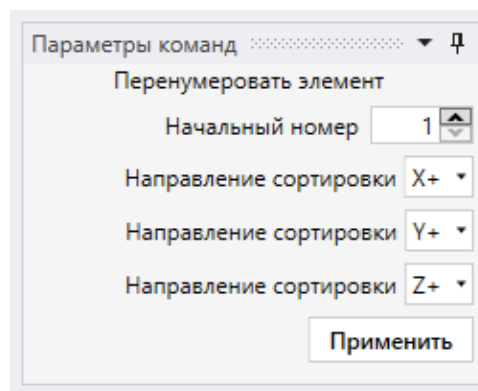 Параметры команд
Перенумеровать элемент
Начальный номер 1
Направление сортировки X+
Направление сортировки Y+
Направление сортировки Z+
Применить